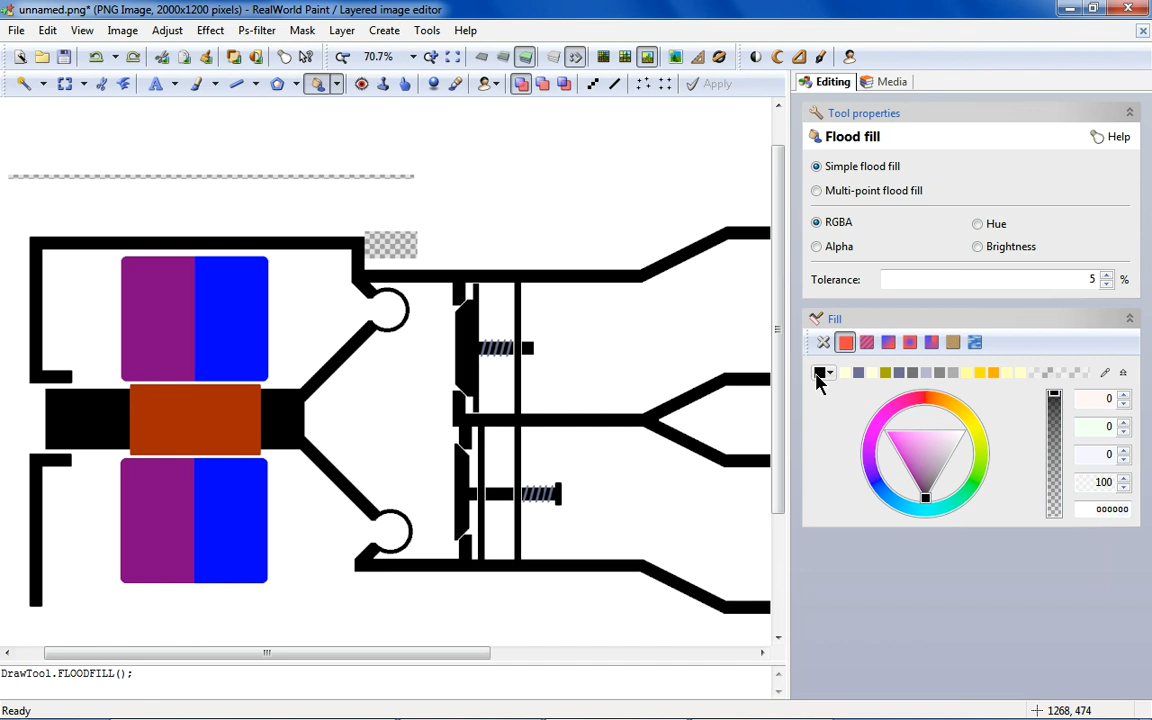 unnamed.png* (PNG Image, 2000x1200 pixels) - RealWorld Paint / Layered image editor
File Edit View Image Adjust Effect Ps-filter Mask Layer Create Tools Help
70.7%
A Apply
Editing Media
Tool properties
Flood fill Help
Simple flood fill
Multi-point flood fill
RGBA Hue
Alpha Brightness
Tolerance: 5 %
Fill
0
0
0
100
000000
DrawTool.FLOODFILL();
Ready 1268, 474